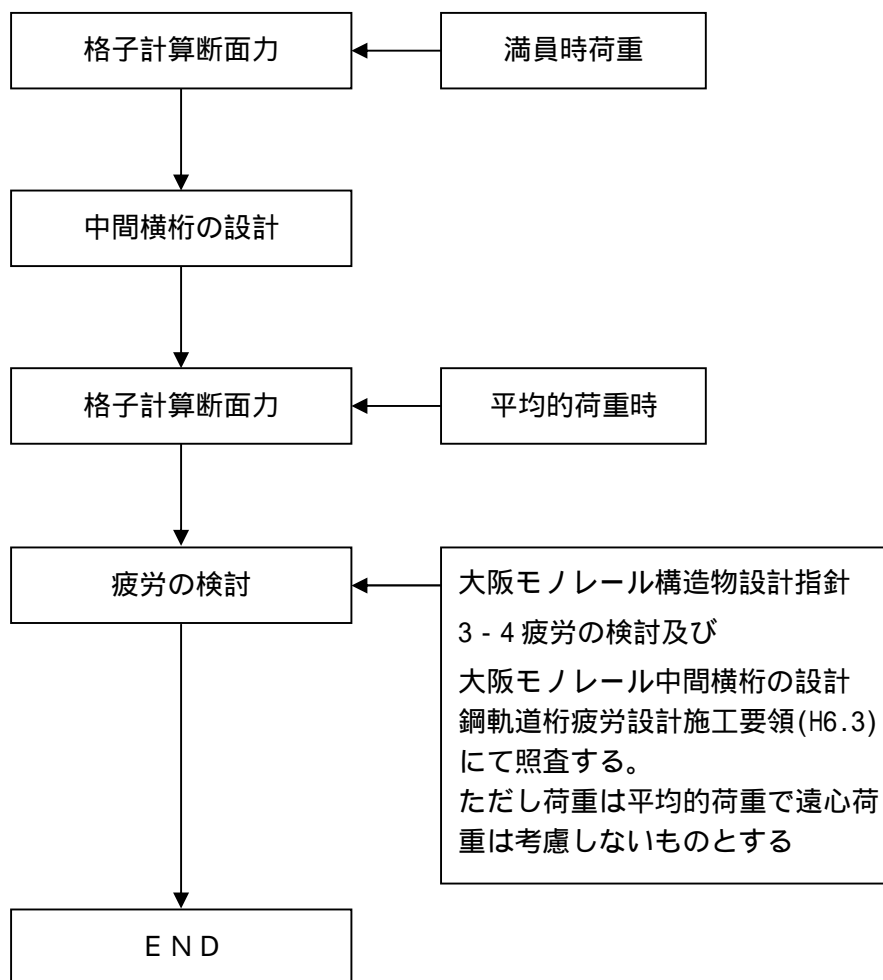 格子計算断面力
満員時荷重
中間横桁の設計
格子計算断面力
平均的荷重時
疲労の検討
大阪モノレール構造物設計指針
3-4疲労の検討及び
大阪モノレール中間横桁の設計
鋼軌道桁疲労設計施工要領(H6.3)
にて照査する。
ただし荷重は平均的荷重で遠心荷
重は考慮しないものとする
END